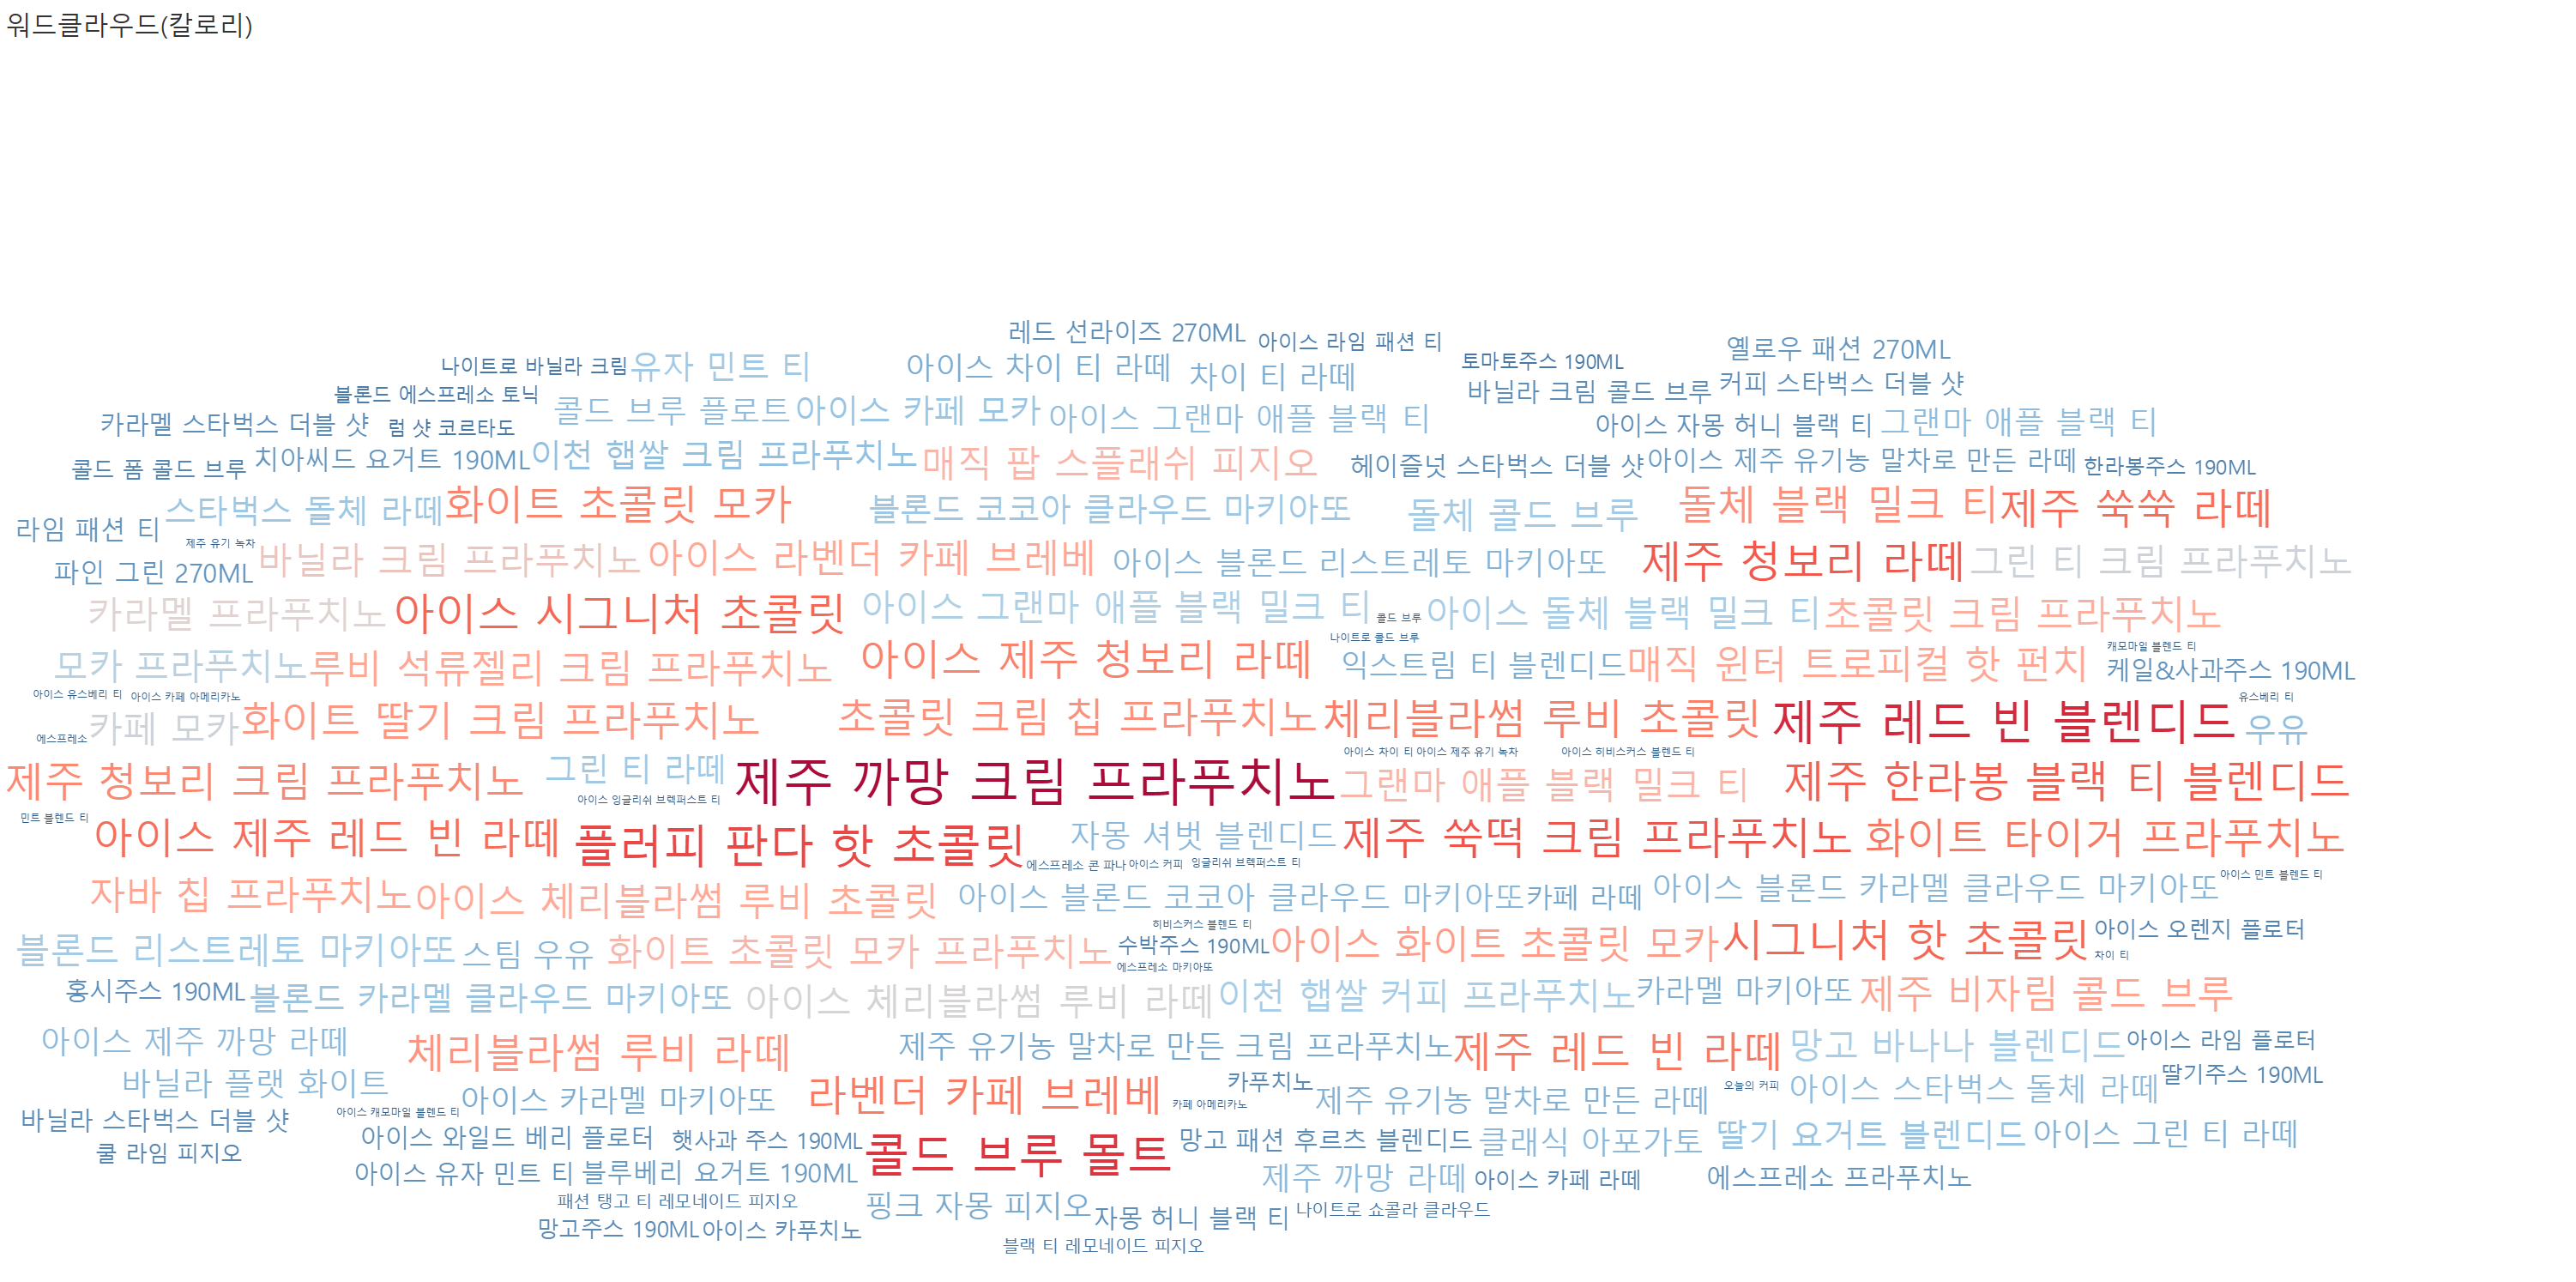 워드클라우드(칼로리)
레드 선라이즈 270ML
아이스 라임 패션 티
나이트로 바닐라 크림
유자 민트 티
아이스 차이 티 라떼
차이 티 라떼
토마토주스 190ML
옐로우 패션 270ML
블론드 에스프레소 토닉
바닐라 크림 콜드 브루
커피 스타벅스 더블 샷
카라멜 스타벅스 더블 샷
럼 샷 코르타도
콜드 브루 플로트
아이스 카페 모카
아이스 그랜마 애플 블랙 티
아이스 자몽 허니 블랙 티
그랜마 애플 블랙 티
콜드 폼 콜드 브루
치아씨드 요거트 190ML
이천 햅쌀 크림 프라푸치노
매직 팝 스플래쉬 피지오
헤이즐넛 스타벅스 더블 샷
아이스 제주 유기농 말차로 만든 라떼
한라봉주스 190ML
라임 패션 티
스타벅스 돌체 라떼
화이트 초콜릿 모카
블론드 코코아 클라우드 마키아또
돌체 콜드 브루
돌체 블랙 밀크 티
제주 쑥쑥 라떼
제주 유기 녹차
파인 그린 270ML
바닐라 크림 프라푸치노
아이스 라벤더 카페 브레베
아이스 블론드 리스트레토 마키아또
제주 청보리 라떼
그린 티 크림 프라푸치노
카라멜 프라푸치노
아이스 시그니처 초콜릿
아이스 그랜마 애플 블랙 밀크 티
콜드 브루
아이스 돌체 블랙 밀크 티
초콜릿 크림 프라푸치노
모카 프라푸치노
루비 석류젤리 크림 프라푸치노
아이스 제주 청보리 라떼
나이트로 콜드 브루
익스트림 티 블렌디드
매직 윈터 트로피컬 핫 펀치
캐모마일 블렌드 티
케일&사과주스 190ML
아이스 유스베리 티
아이스 카페 아메리카노
에스프레소
카페 모카
화이트 딸기 크림 프라푸치노
초콜릿 크림 칩 프라푸치노
체리블라썸 루비 초콜릿
제주 레드 빈 블렌디드
유스베리 티
우유
제주 청보리 크림 프라푸치노
그린 티 라떼
아이스 잉글리쉬 브렉퍼스트 티
제주 까망 크림 프라푸치노
아이스 차이 티
아이스 제주 유기 녹차
아이스 히비스커스 블렌드 티
그랜마 애플 블랙 밀크 티
제주 한라봉 블랙 티 블렌디드
민트 블렌드 티
아이스 제주 레드 빈 라떼
플러피 판다 핫 초콜릿
자몽 셔벗 블렌디드
에스프레소 콘 파나
아이스 커피
잉글리쉬 브렉퍼스트 티
제주 쑥떡 크림 프라푸치노
화이트 타이거 프라푸치노
자바 칩 프라푸치노
아이스 체리블라썸 루비 초콜릿
아이스 블론드 코코아 클라우드 마키아또
카페 라떼
아이스 블론드 카라멜 클라우드 마키아또
아이스 민트 블렌드 티
블론드 리스트레토 마키아또
스팀 우유
화이트 초콜릿 모카 프라푸치노
히비스커스 블렌드 티
수박주스 190ML
에스프레소 마키아또
아이스 화이트 초콜릿 모카
시그니처 핫 초콜릿
아이스 오렌지 플로터
차이 티
홍시주스 190ML
블론드 카라멜 클라우드 마키아또
아이스 체리블라썸 루비 라떼
이천 햅쌀 커피 프라푸치노
카라멜 마키아또
제주 비자림 콜드 브루
아이스 제주 까망 라떼
체리블라썸 루비 라떼
제주 유기농 말차로 만든 크림 프라푸치노
제주 레드 빈 라떼
망고 바나나 블렌디드
아이스 라임 플로터
바닐라 플랫 화이트
아이스 카라멜 마키아또
라벤더 카페 브레베
카푸치노
카페 아메리카노
제주 유기농 말차로 만든 라떼
오늘의 커피
아이스 스타벅스 돌체 라떼
딸기주스 190ML
바닐라 스타벅스 더블 샷
아이스 캐모마일 블렌드 티
쿨 라임 피지오
아이스 와일드 베리 플로터
햇사과 주스 190ML
콜드 브루 몰트
망고 패션 후르츠 블렌디드
클래식 아포가토
딸기 요거트 블렌디드
아이스 그린 티 라떼
아이스 유자 민트 티
블루베리 요거트 190ML
제주 까망 라떼
아이스 카페 라떼
에스프레소 프라푸치노
패션 탱고 티 레모네이드 피지오
핑크 자몽 피지오
망고주스 190ML
아이스 카푸치노
자몽 허니 블랙 티
나이트로 쇼콜라 클라우드
블랙 티 레모네이드 피지오